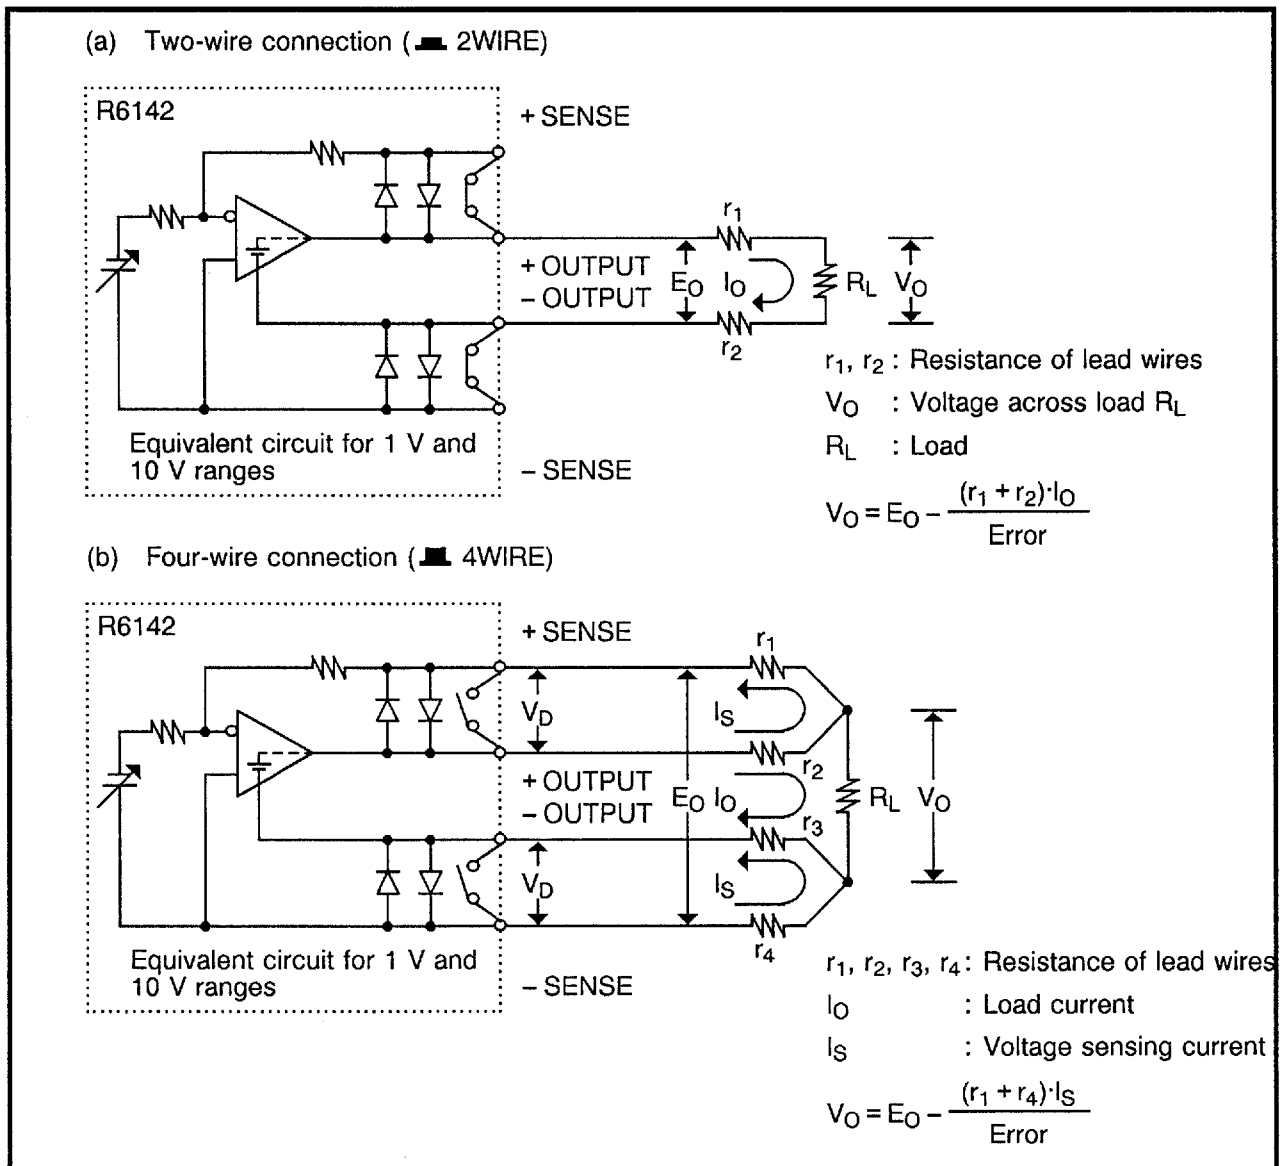 (a) Two-wire connection ( 2WIRE)
R6142
+ SENSE
r1
+ OUTPUT
− OUTPUT
EO
IO
RL
VO
r2
r1, r2 : Resistance of lead wires
VO : Voltage across load RL
RL : Load
Equivalent circuit for 1 V and
10 V ranges
− SENSE
VO = EO − (r1 + r2)·IO
Error
(b) Four-wire connection ( 4WIRE)
R6142
+ SENSE
r1
VD
IS
r2
+ OUTPUT
− OUTPUT
EO
IO
RL
VO
r3
VD
IS
r4
Equivalent circuit for 1 V and
10 V ranges
− SENSE
r1, r2, r3, r4 : Resistance of lead wires
IO : Load current
IS : Voltage sensing current
VO = EO − (r1 + r4)·IS
Error